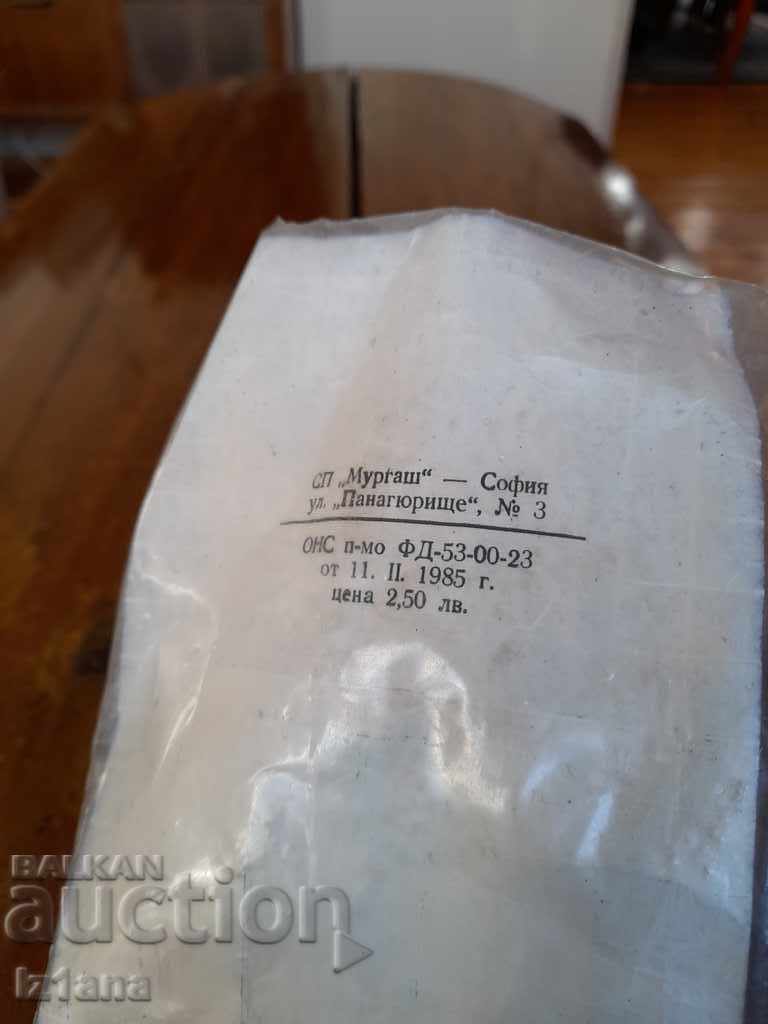 СП „Мургаш“ — София
ул. „Панагюрище“, № 3
ОНС п-мо ФД-53-00-23
от 11. II. 1985 г.
цена 2,50 лв.
BALKAN
auction
iz1ana